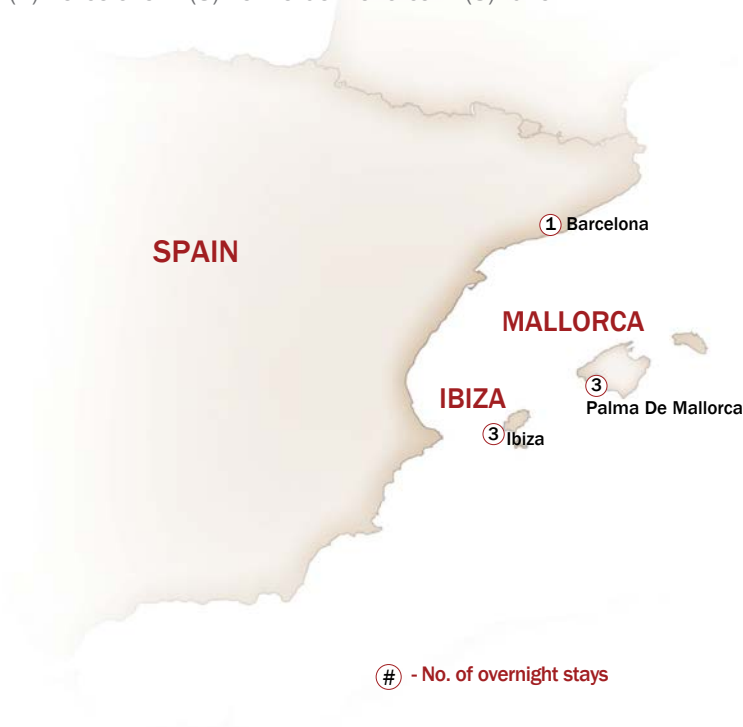 SPAIN
1 Barcelona
MALLORCA
3
Palma De Mallorca
IBIZA
3 Ibiza
# - No. of overnight stays